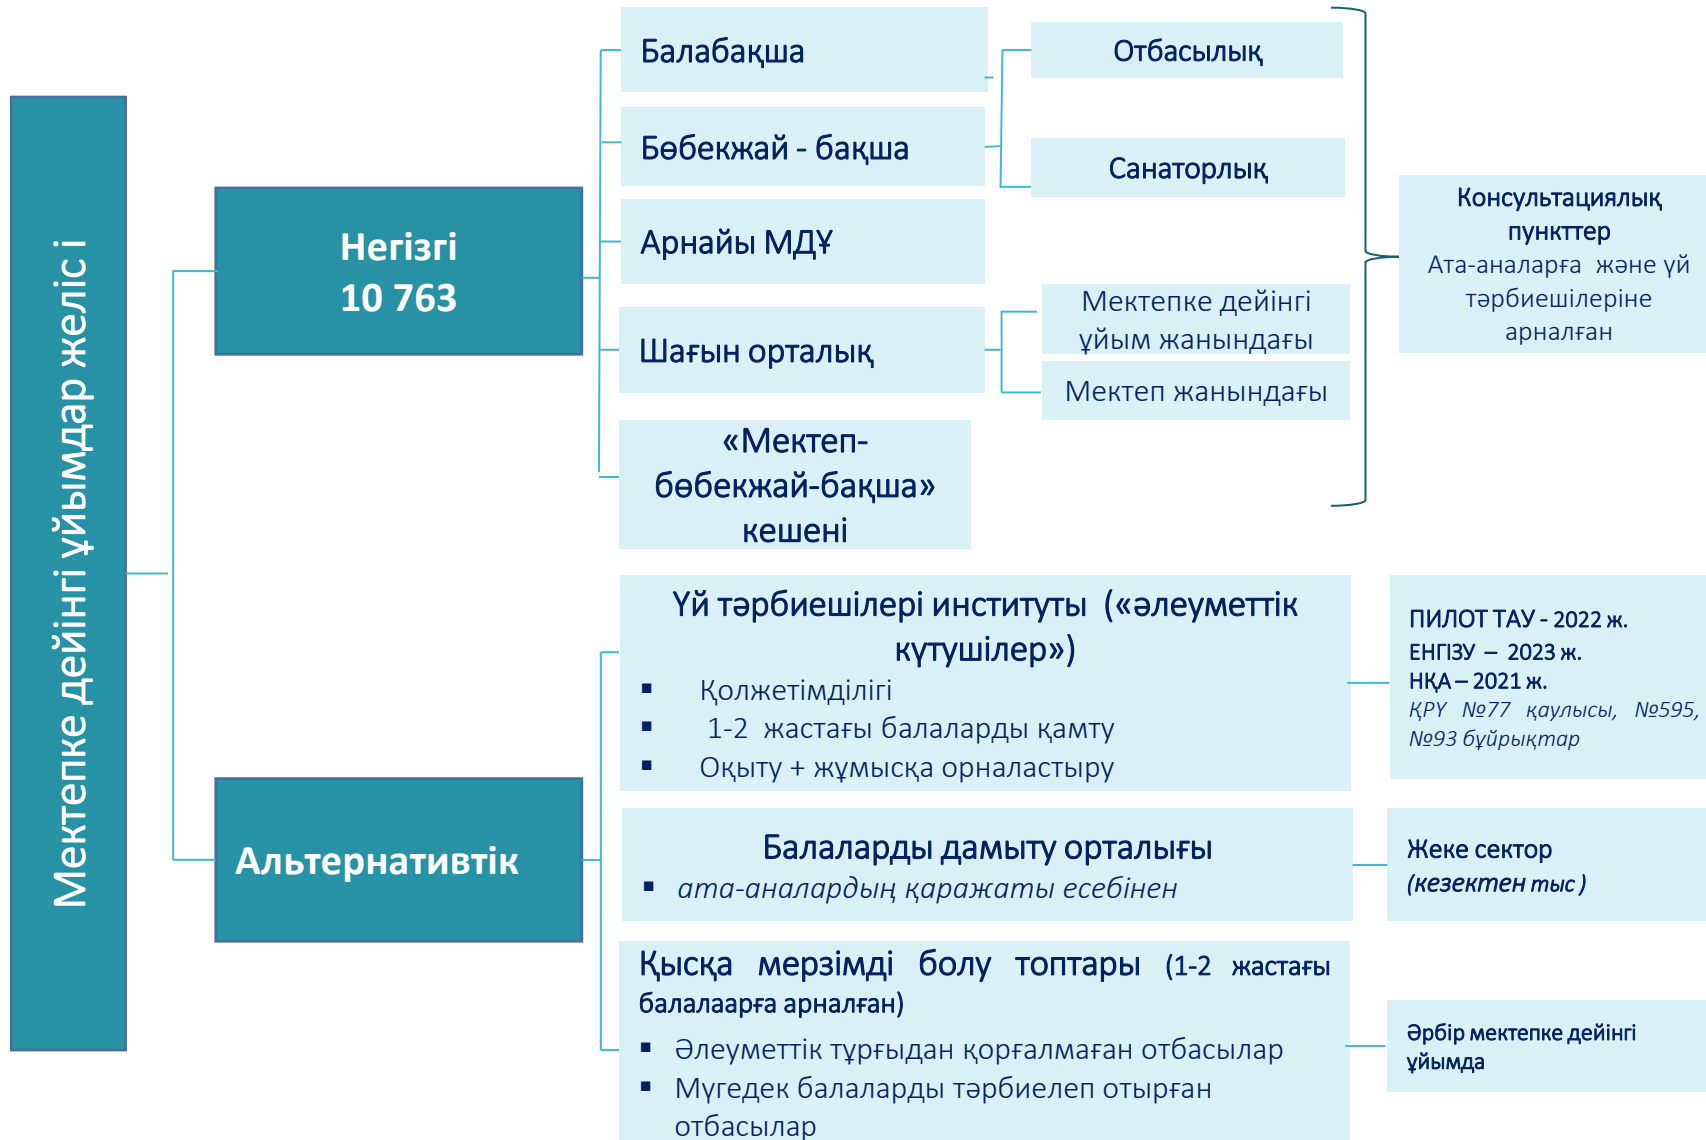 Мектепке дейінгі ұйымдар желіс і
Негізгі
10 763
Балабақша
Бөбекжай - бақша
Арнайы МДҰ
Шағын орталық
«Мектеп-
бөбекжай-бақша»
кешені
Отбасылық
Санаторлық
Мектепке дейінгі
ұйым жанындағы
Мектеп жанындағы
Консультациялық
пункттер
Ата-аналарға және үй
тәрбиешілеріне
арналған
Альтернативтік
Үй тәрбиешілері институты («әлеуметтік
күтушілер»)
▪ Қолжетімділігі
▪ 1-2 жастағы балаларды қамту
▪ Оқыту + жұмысқа орналастыру
ПИЛОТ ТАУ - 2022 ж.
ЕНГІЗУ – 2023 ж.
НҚА – 2021 ж.
ҚРҮ №77 қаулысы, №595,
№93 бұйрықтар
Балаларды дамыту орталығы
▪ ата-аналардың қаражаты есебінен
Жеке сектор
(кезектен тыс )
Қысқа мерзімді болу топтары (1-2 жастағы
балалаарға арналған)
▪ Әлеуметтік тұрғыдан қорғалмаған отбасылар
▪ Мүгедек балаларды тәрбиелеп отырған
отбасылар
Әрбір мектепке дейінгі
ұйымда